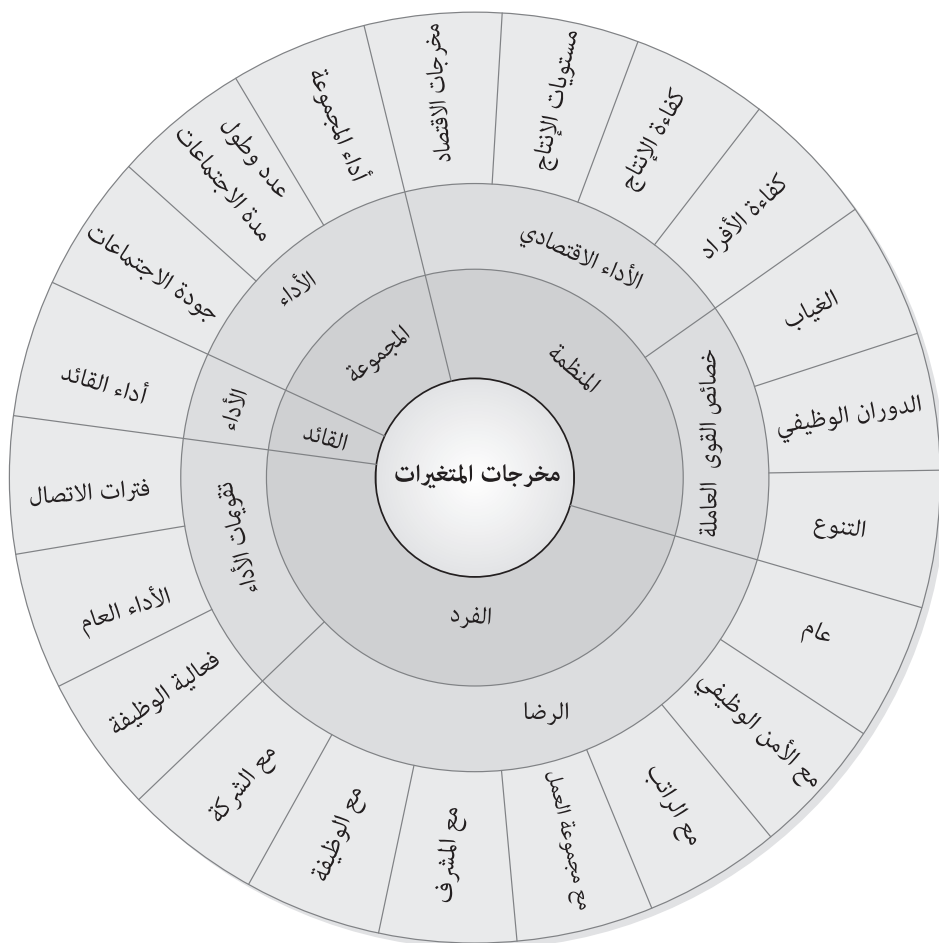 مخرجات المتغيرات
المنظمة
الأداء الاقتصادي
مخرجات الاقتصاد
مستويات الإنتاج
كفاءة الإنتاج
كفاءة الأفراد
خصائص القوى العاملة
الغياب
الدوران الوظيفي
التنوع
الفرد
الرضا
عام
مع الأمن الوظيفي
مع الراتب
مع مجموعة العمل
مع المشرف
مع الوظيفة
مع الشركة
تقويمات الأداء
فعالية الوظيفة
الأداء العام
فترات الاتصال
القائد
الأداء
أداء القائد
المجموعة
الأداء
جودة الاجتماعات
عدد وطول
مدة الاجتماعات
أداء المجموعة